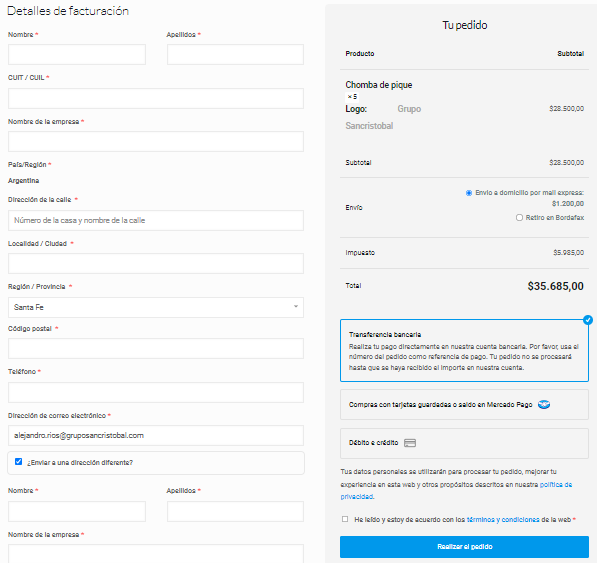 Detalles de facturación
Nombre *
Apellidos *
CUIT / CUIL *
Nombre de la empresa *
País/Región *
Argentina
Dirección de la calle *
Número de la casa y nombre de la calle
Localidad / Ciudad *
Región / Provincia *
Santa Fe
Código postal *
Teléfono *
Dirección de correo electrónico *
alejandro.rios@gruposancristobal.com
¿Enviar a una dirección diferente?
Nombre *
Apellidos *
Nombre de la empresa *
Tu pedido
Producto Subtotal
Chomba de pique
× 5
Logo: Grupo
Sancristobal
$28.500,00
Subtotal $28.500,00
Envío
Envio a domicilio por mail express:
$1.200,00
Retiro en Bordafax
Impuesto $5.985,00
Total $35.685,00
Transferencia bancaria
Realiza tu pago directamente en nuestra cuenta bancaria. Por favor, usa el
número del pedido como referencia de pago. Tu pedido no se procesará
hasta que se haya recibido el importe en nuestra cuenta.
Compras con tarjetas guardadas o saldo en Mercado Pago
Débito e crédito
Tus datos personales se utilizarán para procesar tu pedido, mejorar tu
experiencia en esta web y otros propósitos descritos en nuestra política de
privacidad.
He leído y estoy de acuerdo con los términos y condiciones de la web *
Realizar el pedido